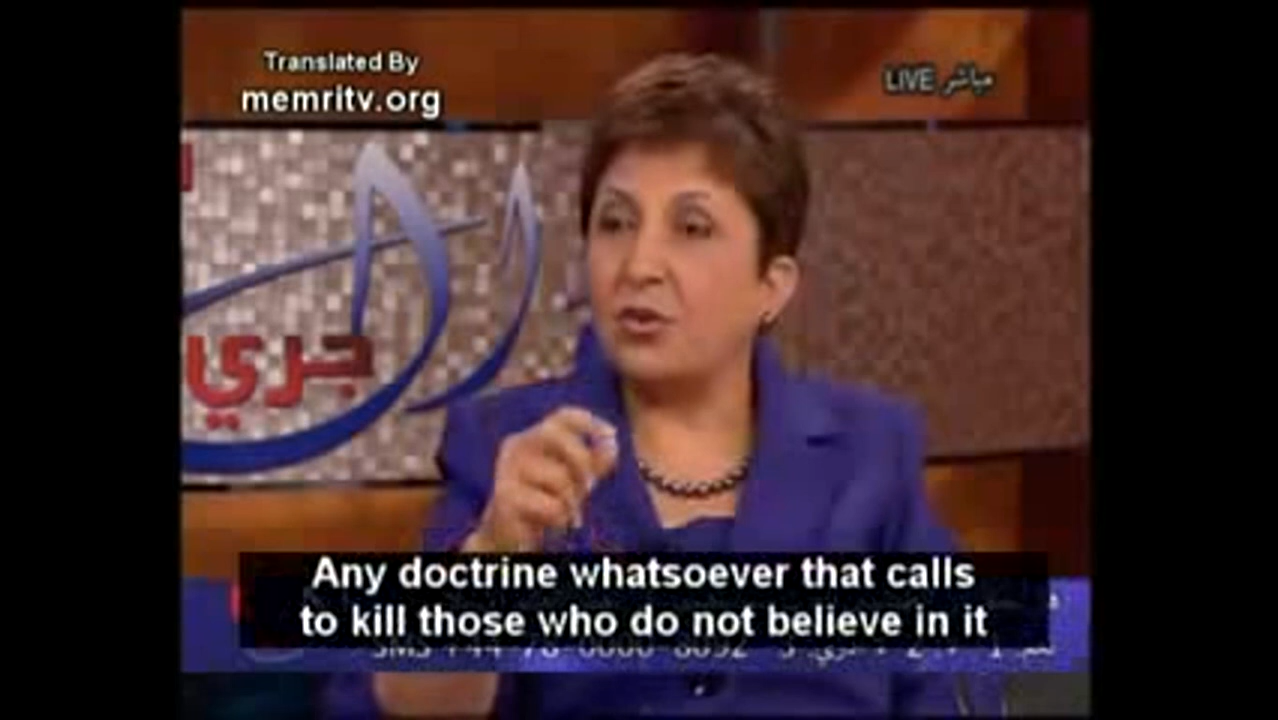 Translated By
memritv.org
LIVE مباشر
جري
Any doctrine whatsoever that calls
to kill those who do not believe in it